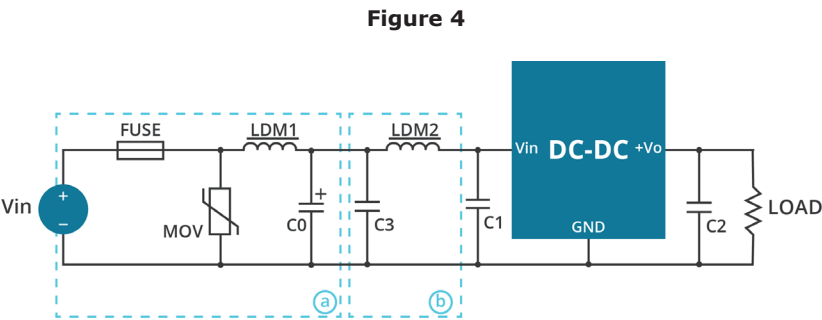 Figure 4
FUSE
LDM1
LDM2
Vin
+
−
MOV
+
C0
C3
C1
Vin
DC-DC
+Vo
GND
C2
LOAD
a
b